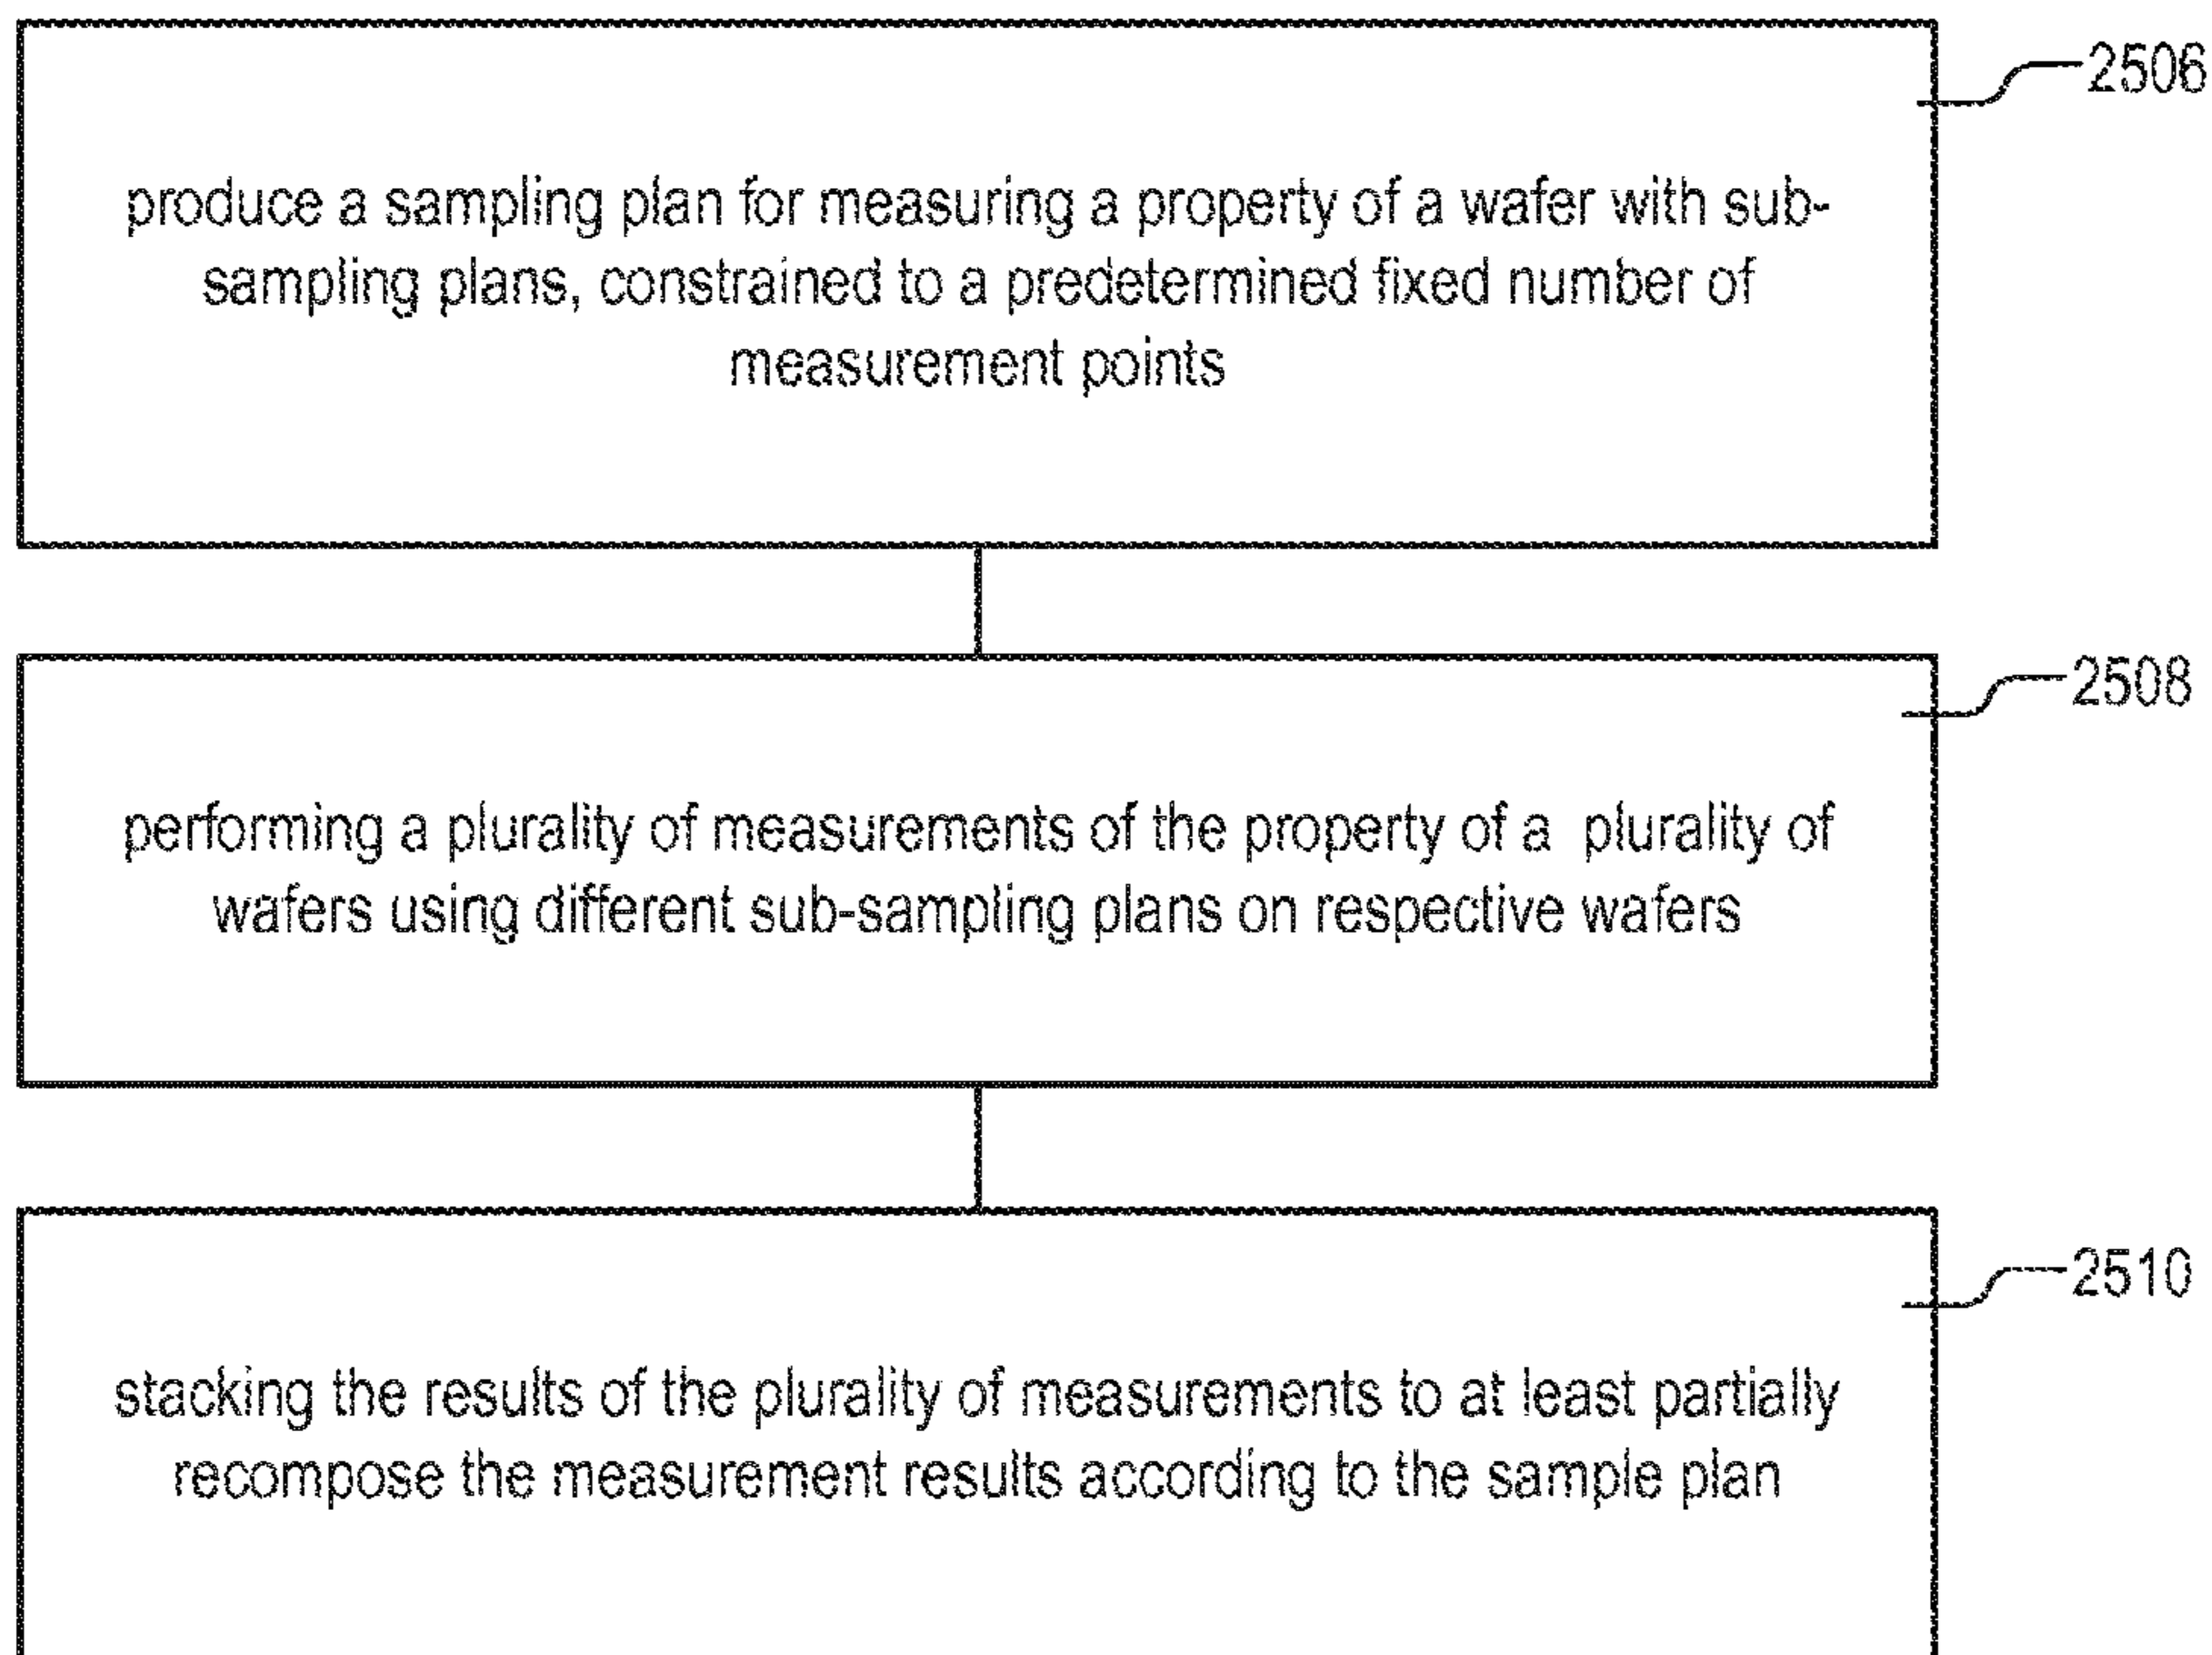 2506
produce a sampling plan for measuring a property of a wafer with sub-
sampling plans, constrained to a predetermined fixed number of
measurement points
2508
performing a plurality of measurements of the property of a plurality of
wafers using different sub-sampling plans on respective wafers
2510
stacking the results of the plurality of measurements to at least partially
recompose the measurement results according to the sample plan